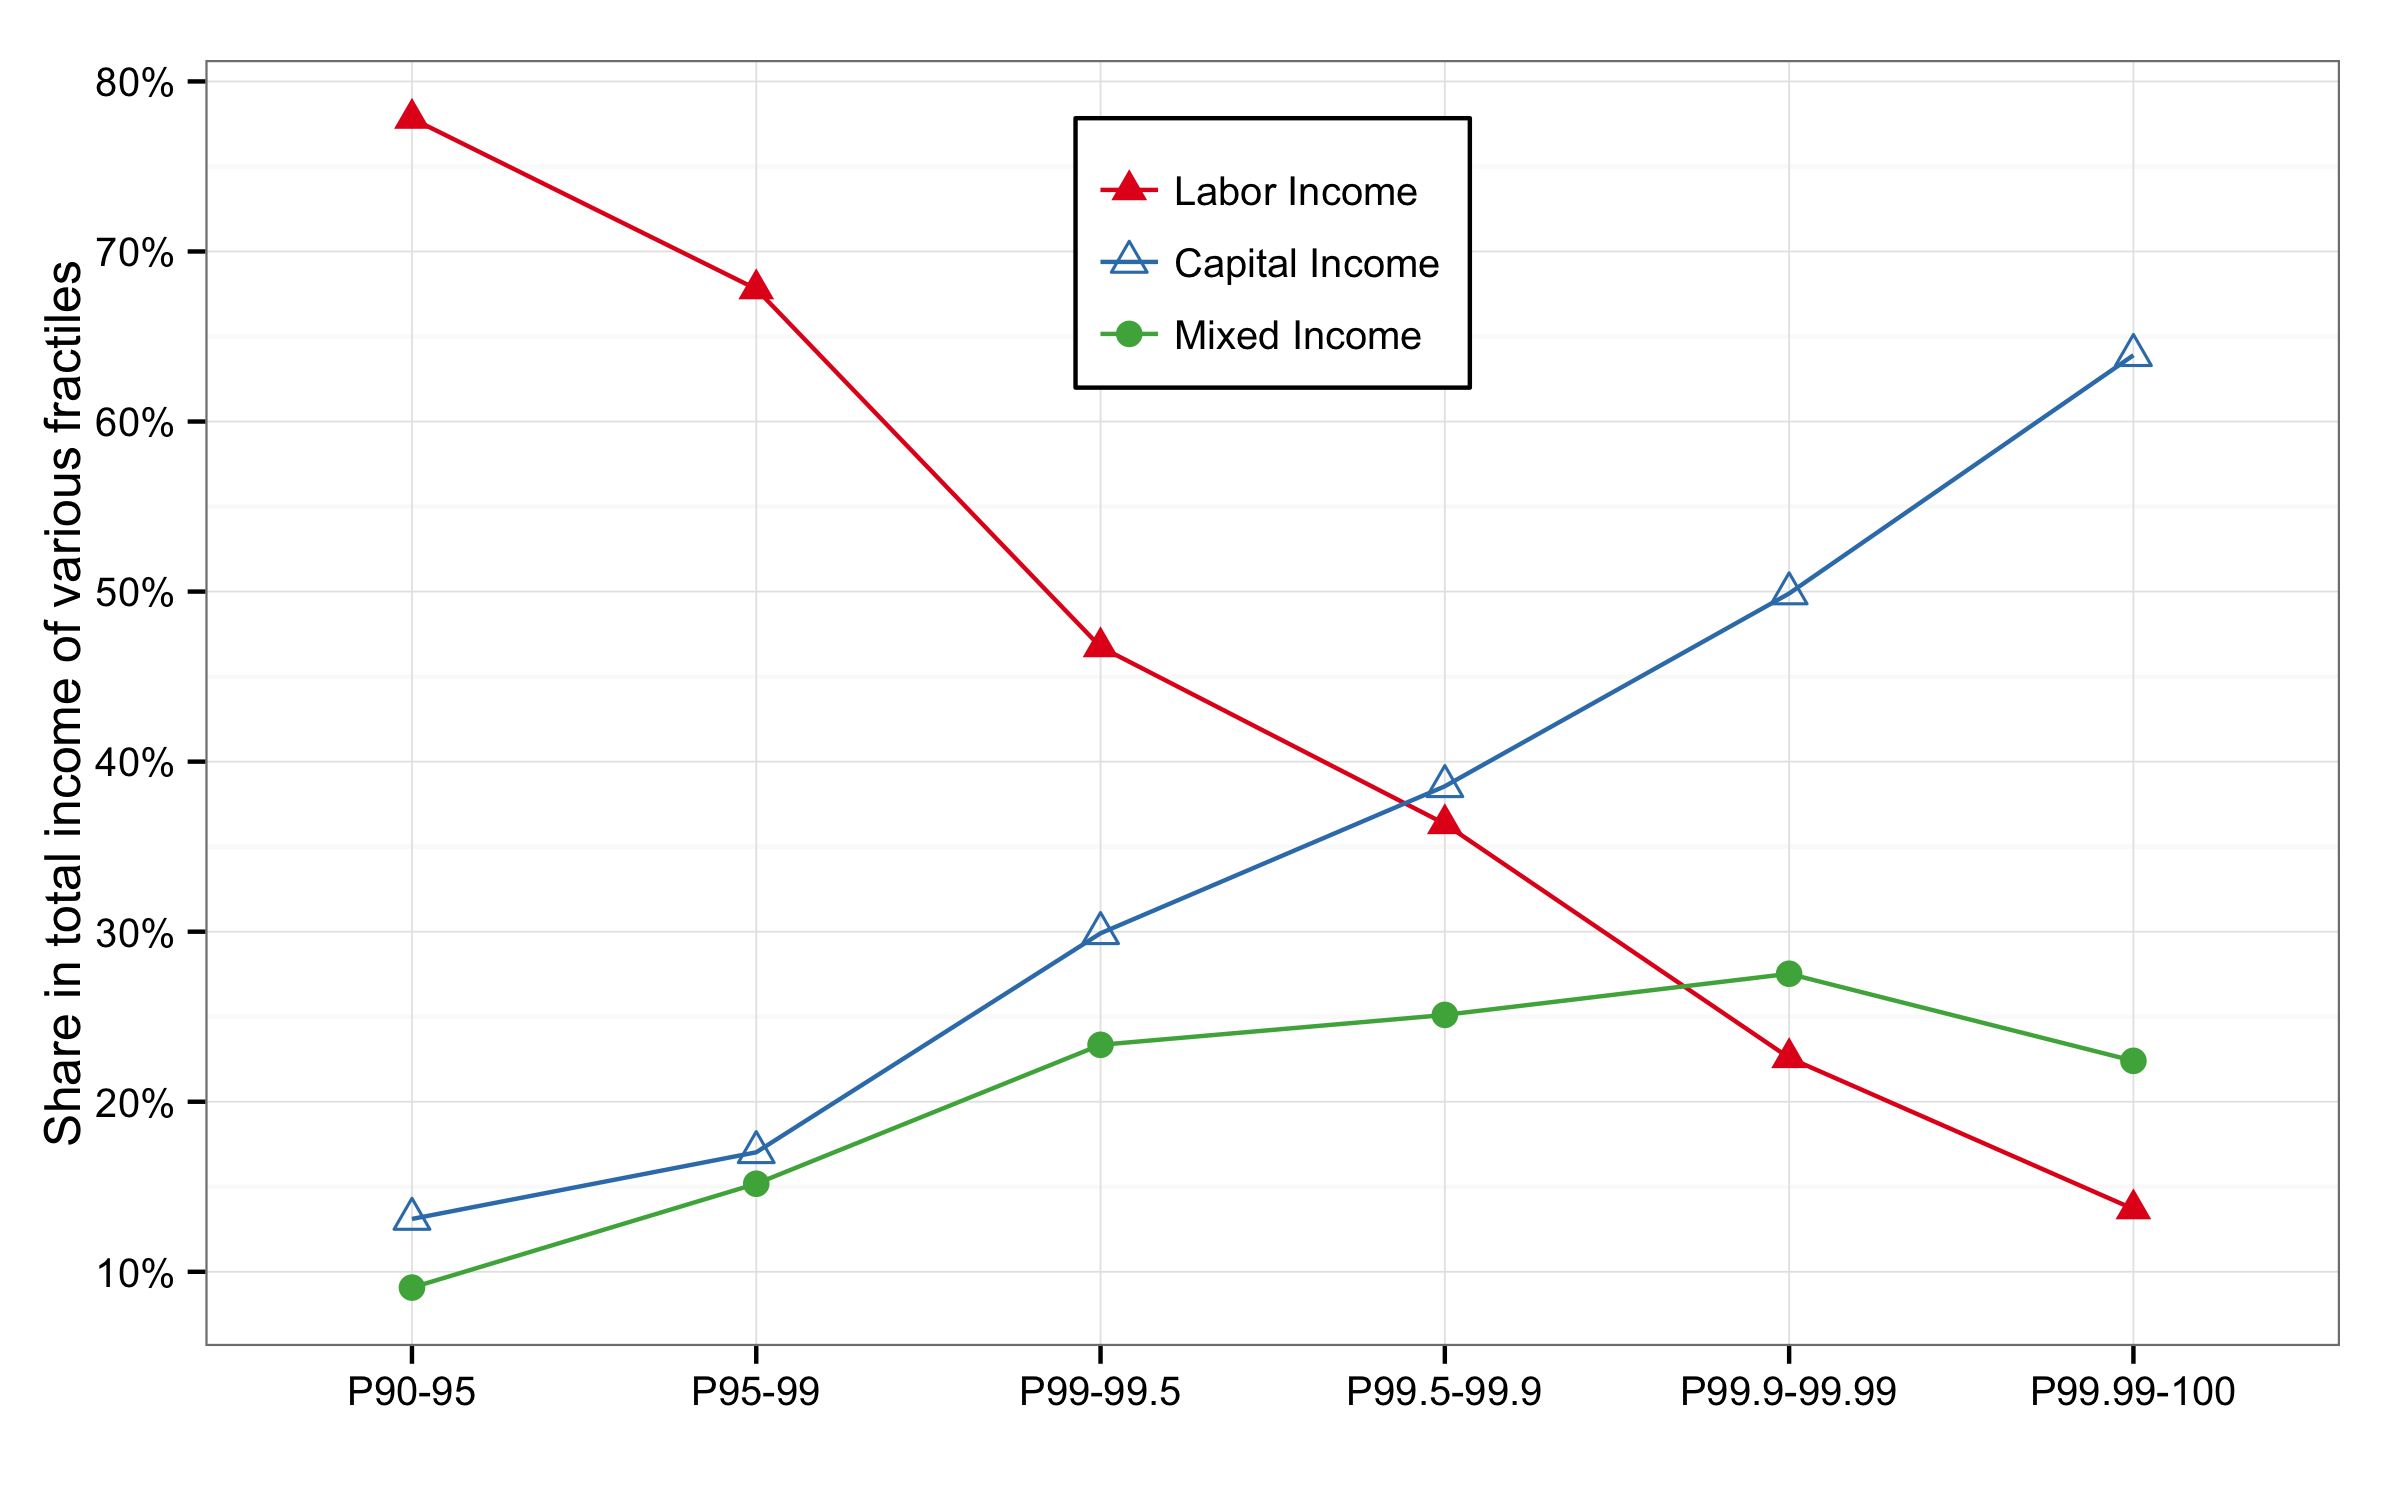 Share in total income of various fractiles
80%
70%
60%
50%
40%
30%
20%
10%
Labor Income
Capital Income
Mixed Income
P90-95
P95-99
P99-99.5
P99.5-99.9
P99.9-99.99
P99.99-100